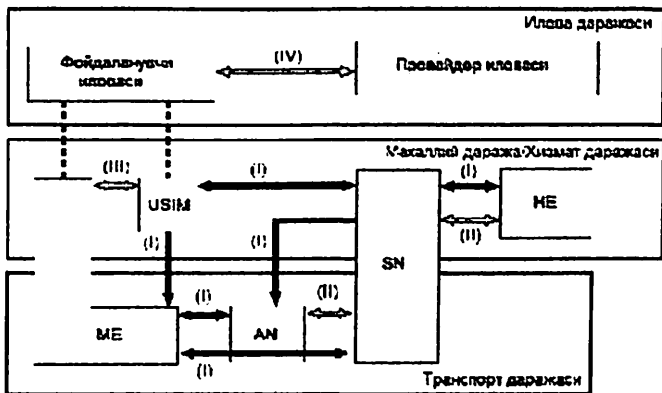 Илова даражаси
Фойдаланувчи
иловаси
(IV)
Провайдер иловаси
Махаллий даража/Хизмат даражаси
(III)
USIM
(I)
(I)
HE
(II)
(I)
(I)
SN
ME
(I)
AN
(II)
(I)
Транспорт даражаси